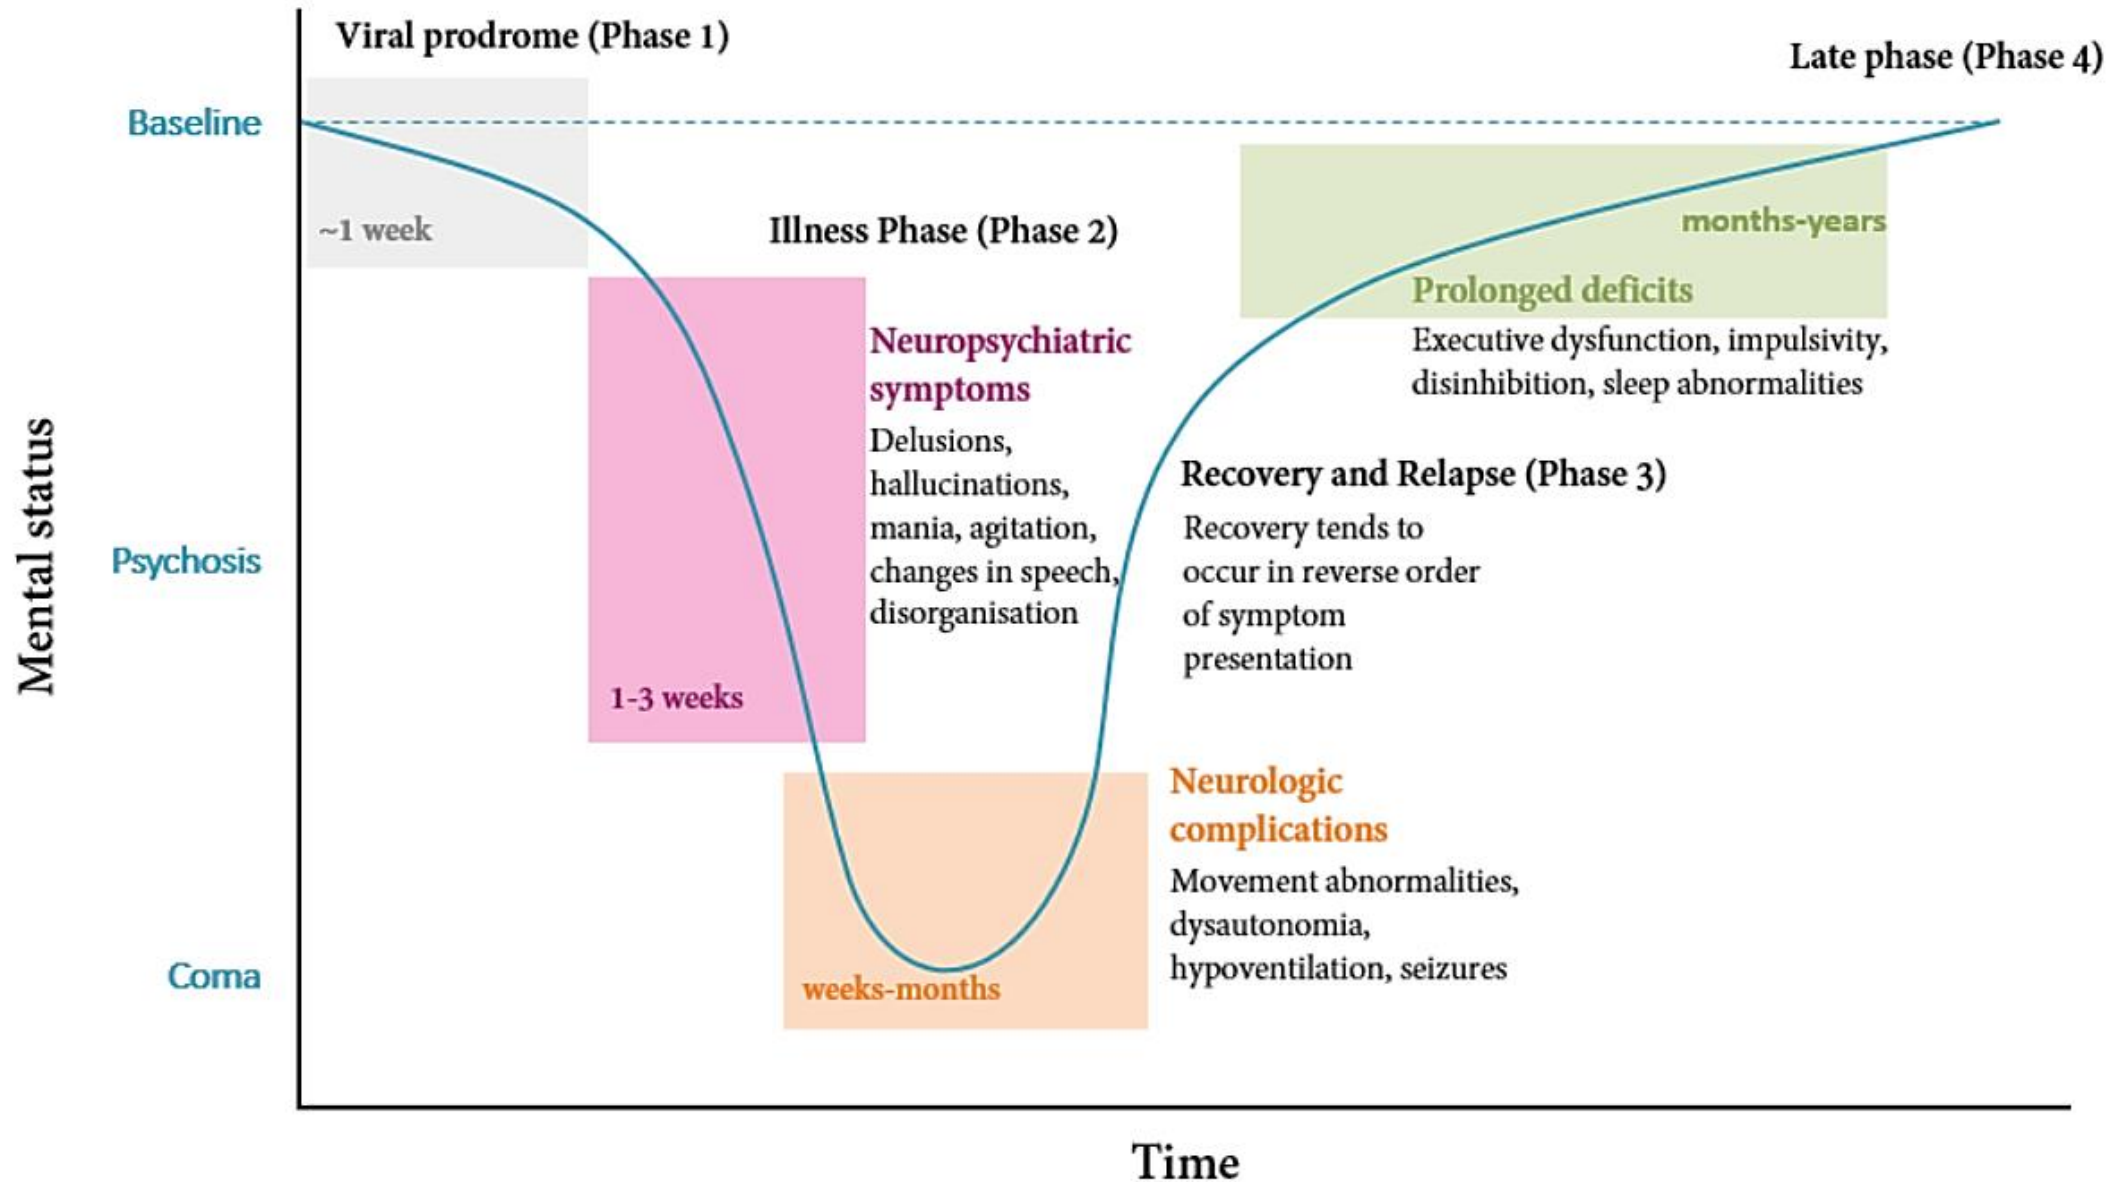 Viral prodrome (Phase 1)
Late phase (Phase 4)
Baseline
~1 week
Illness Phase (Phase 2)
months-years
Prolonged deficits
Executive dysfunction, impulsivity,
disinhibition, sleep abnormalities
Neuropsychiatric
symptoms
Delusions,
hallucinations,
mania, agitation,
changes in speech,
disorganisation
1-3 weeks
Recovery and Relapse (Phase 3)
Recovery tends to
occur in reverse order
of symptom
presentation
Mental status
Psychosis
Neurologic
complications
Movement abnormalities,
dysautonomia,
hypoventilation, seizures
Coma
weeks-months
Time